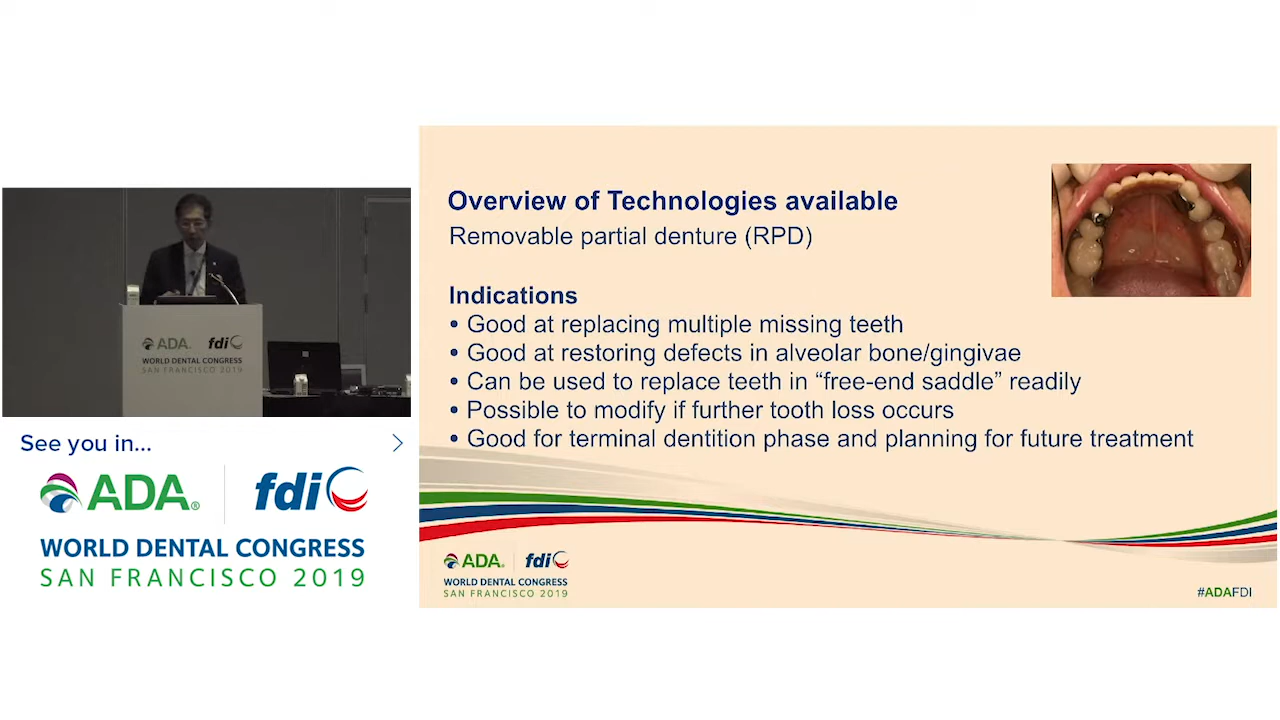 ADA. fdi
WORLD DENTAL CONGRESS
SAN FRANCISCO 2019
See you in...
ADA® fdi
WORLD DENTAL CONGRESS
SAN FRANCISCO 2019
Overview of Technologies available
Removable partial denture (RPD)
Indications
• Good at replacing multiple missing teeth
• Good at restoring defects in alveolar bone/gingivae
• Can be used to replace teeth in “free-end saddle” readily
• Possible to modify if further tooth loss occurs
• Good for terminal dentition phase and planning for future treatment
ADA. fdi
WORLD DENTAL CONGRESS
SAN FRANCISCO 2019
#ADAFDI